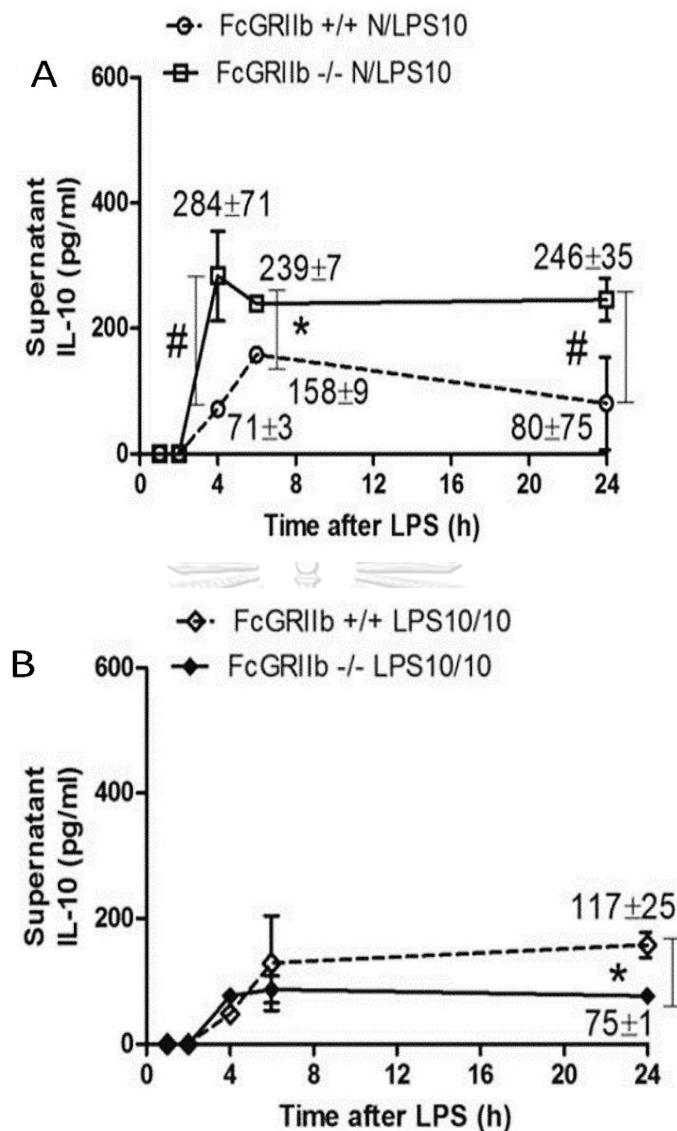 FcGRIIb +/+ N/LPS10
A
FcGRIIb -/- N/LPS10
600
400
200
0
Supernatant
IL-10 (pg/ml)
284±71
239±7
246±35
#
*
#
71±3
158±9
80±75
0 4 8 12 16 20 24
Time after LPS (h)
FcGRIIb +/+ LPS10/10
B
FcGRIIb -/- LPS10/10
600
400
200
0
Supernatant
IL-10 (pg/ml)
117±25
*
75±1
0 4 8 12 16 20 24
Time after LPS (h)